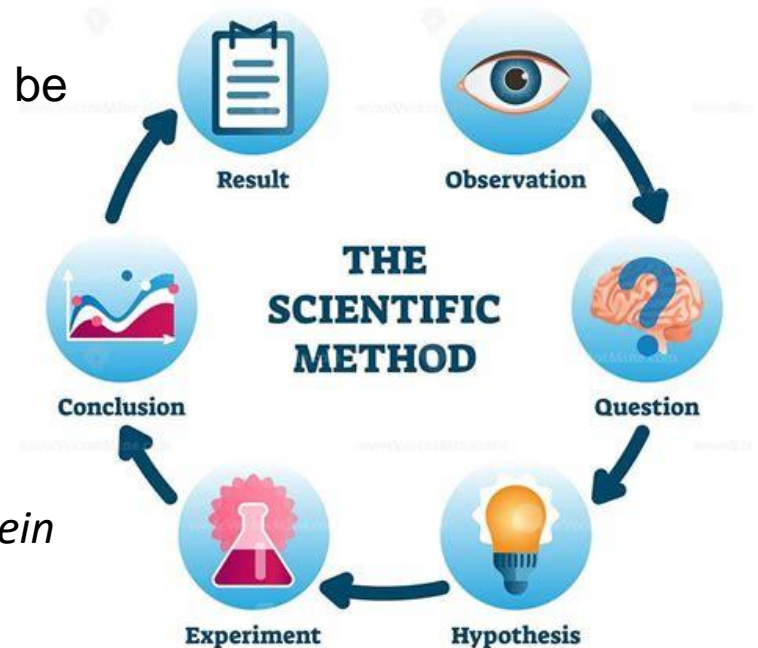 be
Result
Observation
THE
SCIENTIFIC
METHOD
Conclusion
Question
ein
Experiment
Hypothesis